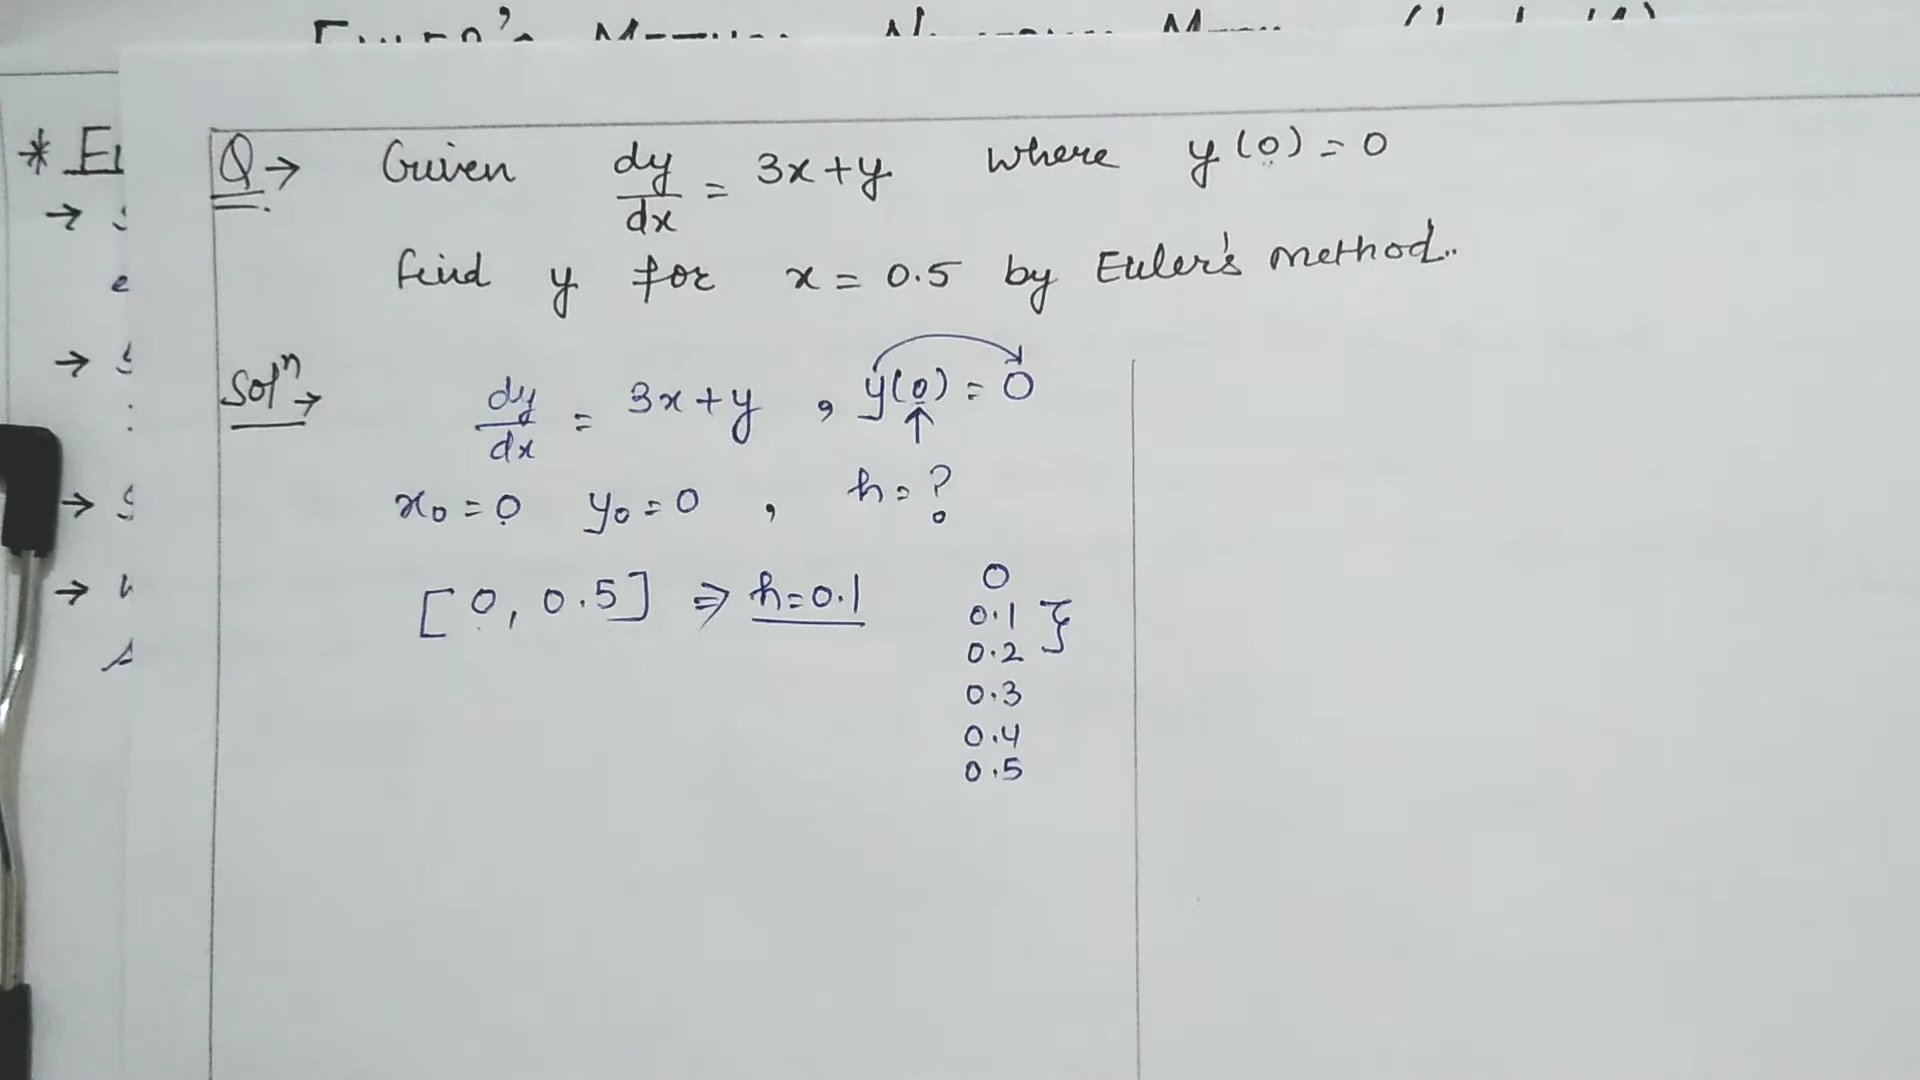 * E
Q→ Given dy/dx = 3x+y where y(0)=0
find y for x=0.5 by Euler's method..
Solⁿ→ dy/dx = 3x+y , y(0)=0
↑
x₀=0 y₀=0 , h=?
[0, 0.5] ⇒ h=0.1
0
0.1 }
0.2
0.3
0.4
0.5